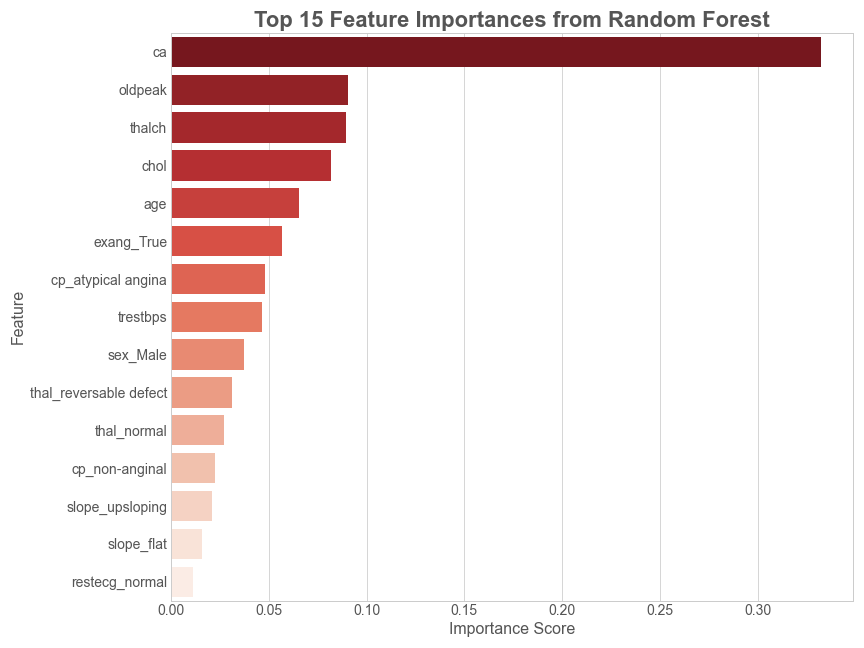 Top 15 Feature Importances from Random Forest
ca
oldpeak
thalch
chol
age
exang_True
cp_atypical angina
trestbps
sex_Male
thal_reversable defect
thal_normal
cp_non-anginal
slope_upsloping
slope_flat
restecg_normal
Feature
0.00 0.05 0.10 0.15 0.20 0.25 0.30
Importance Score